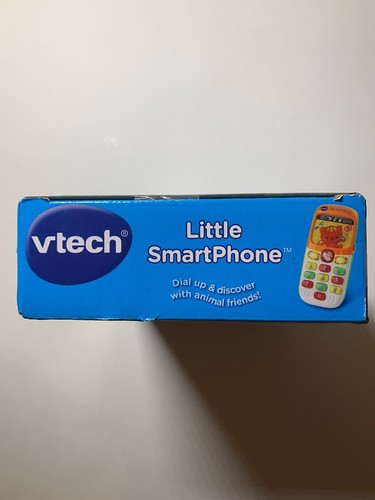 vtech®
Little
SmartPhone™
Dial up & discover
with animal friends!